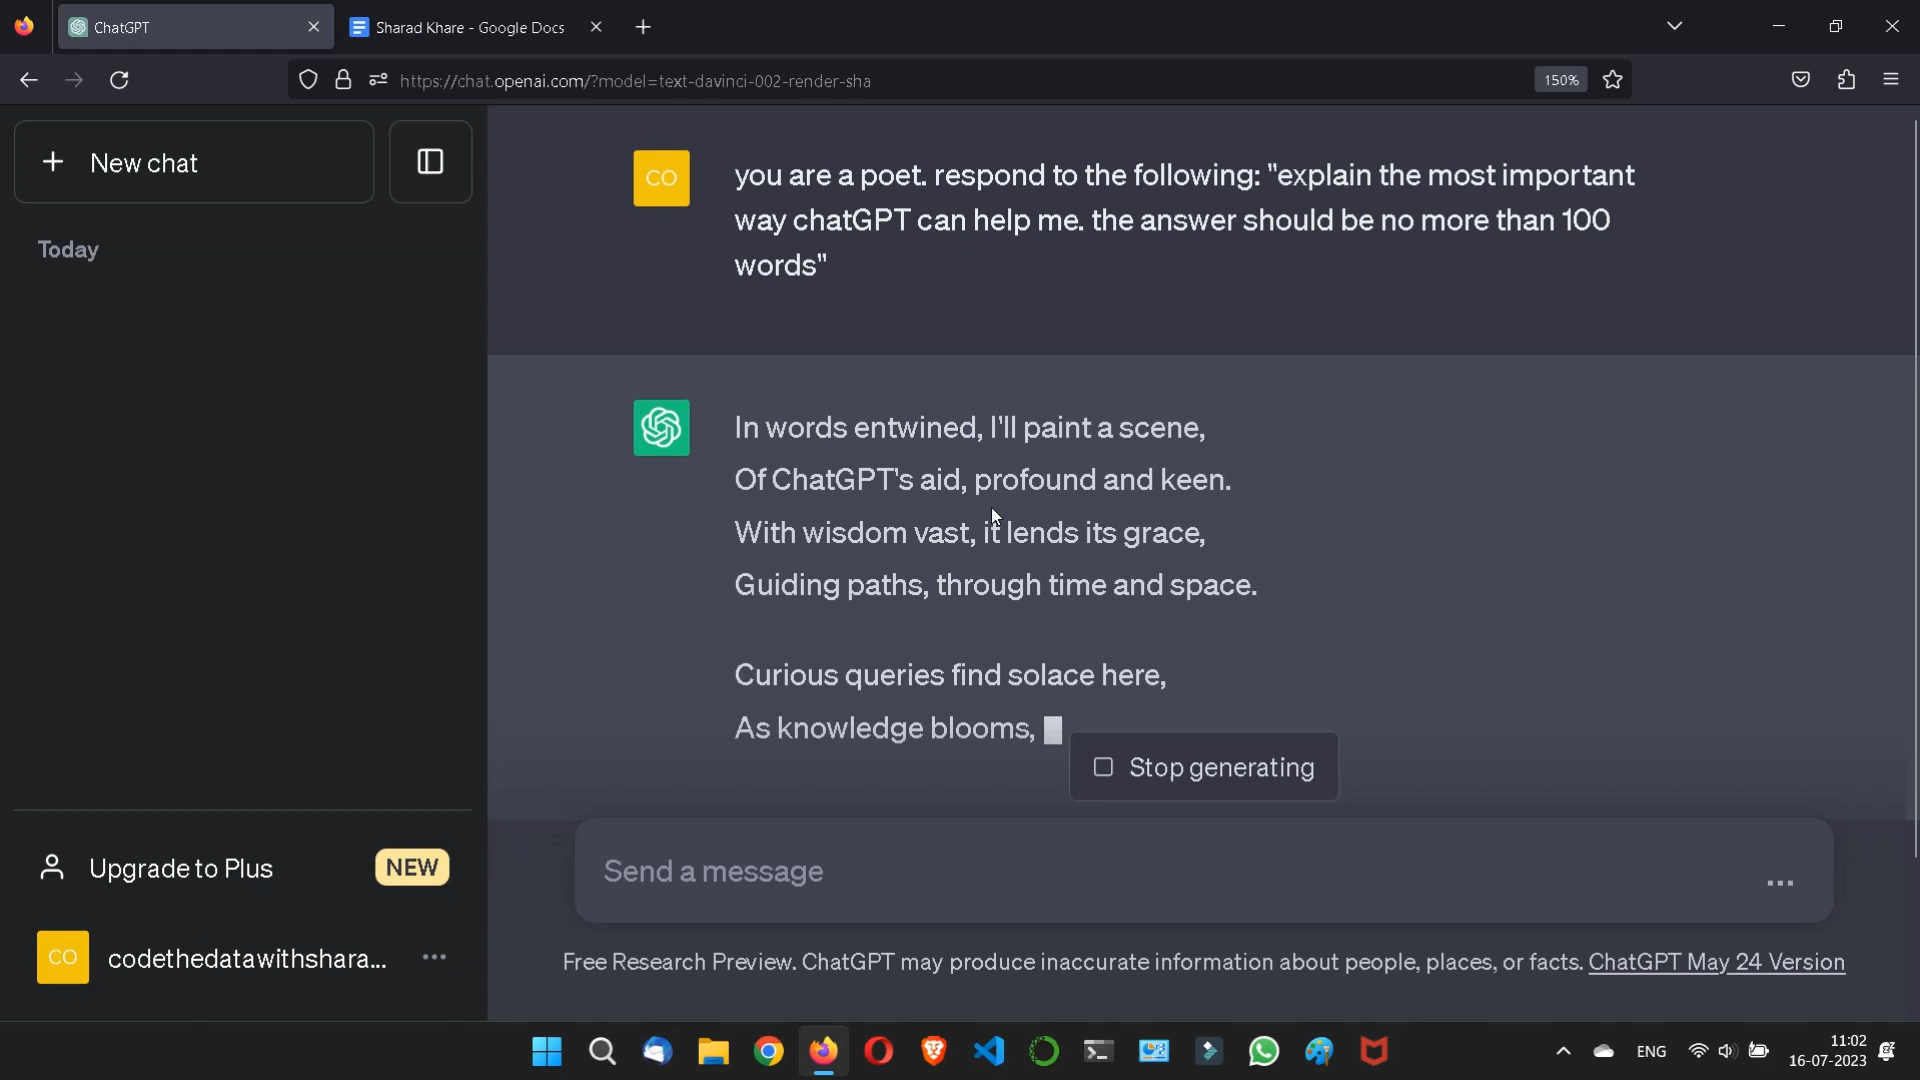 ChatGPT
Sharad Khare - Google Docs
https://chat.openai.com/?model=text-davinci-002-render-sha
150%
+ New chat
Today
CO
you are a poet. respond to the following: "explain the most important
way chatGPT can help me. the answer should be no more than 100
words"
In words entwined, I'll paint a scene,
Of ChatGPT's aid, profound and keen.
With wisdom vast, it lends its grace,
Guiding paths, through time and space.
Curious queries find solace here,
As knowledge blooms,
Stop generating
Upgrade to Plus NEW
Send a message
CO codethedatawithshara...
Free Research Preview. ChatGPT may produce inaccurate information about people, places, or facts. ChatGPT May 24 Version
ENG
11:02
16-07-2023